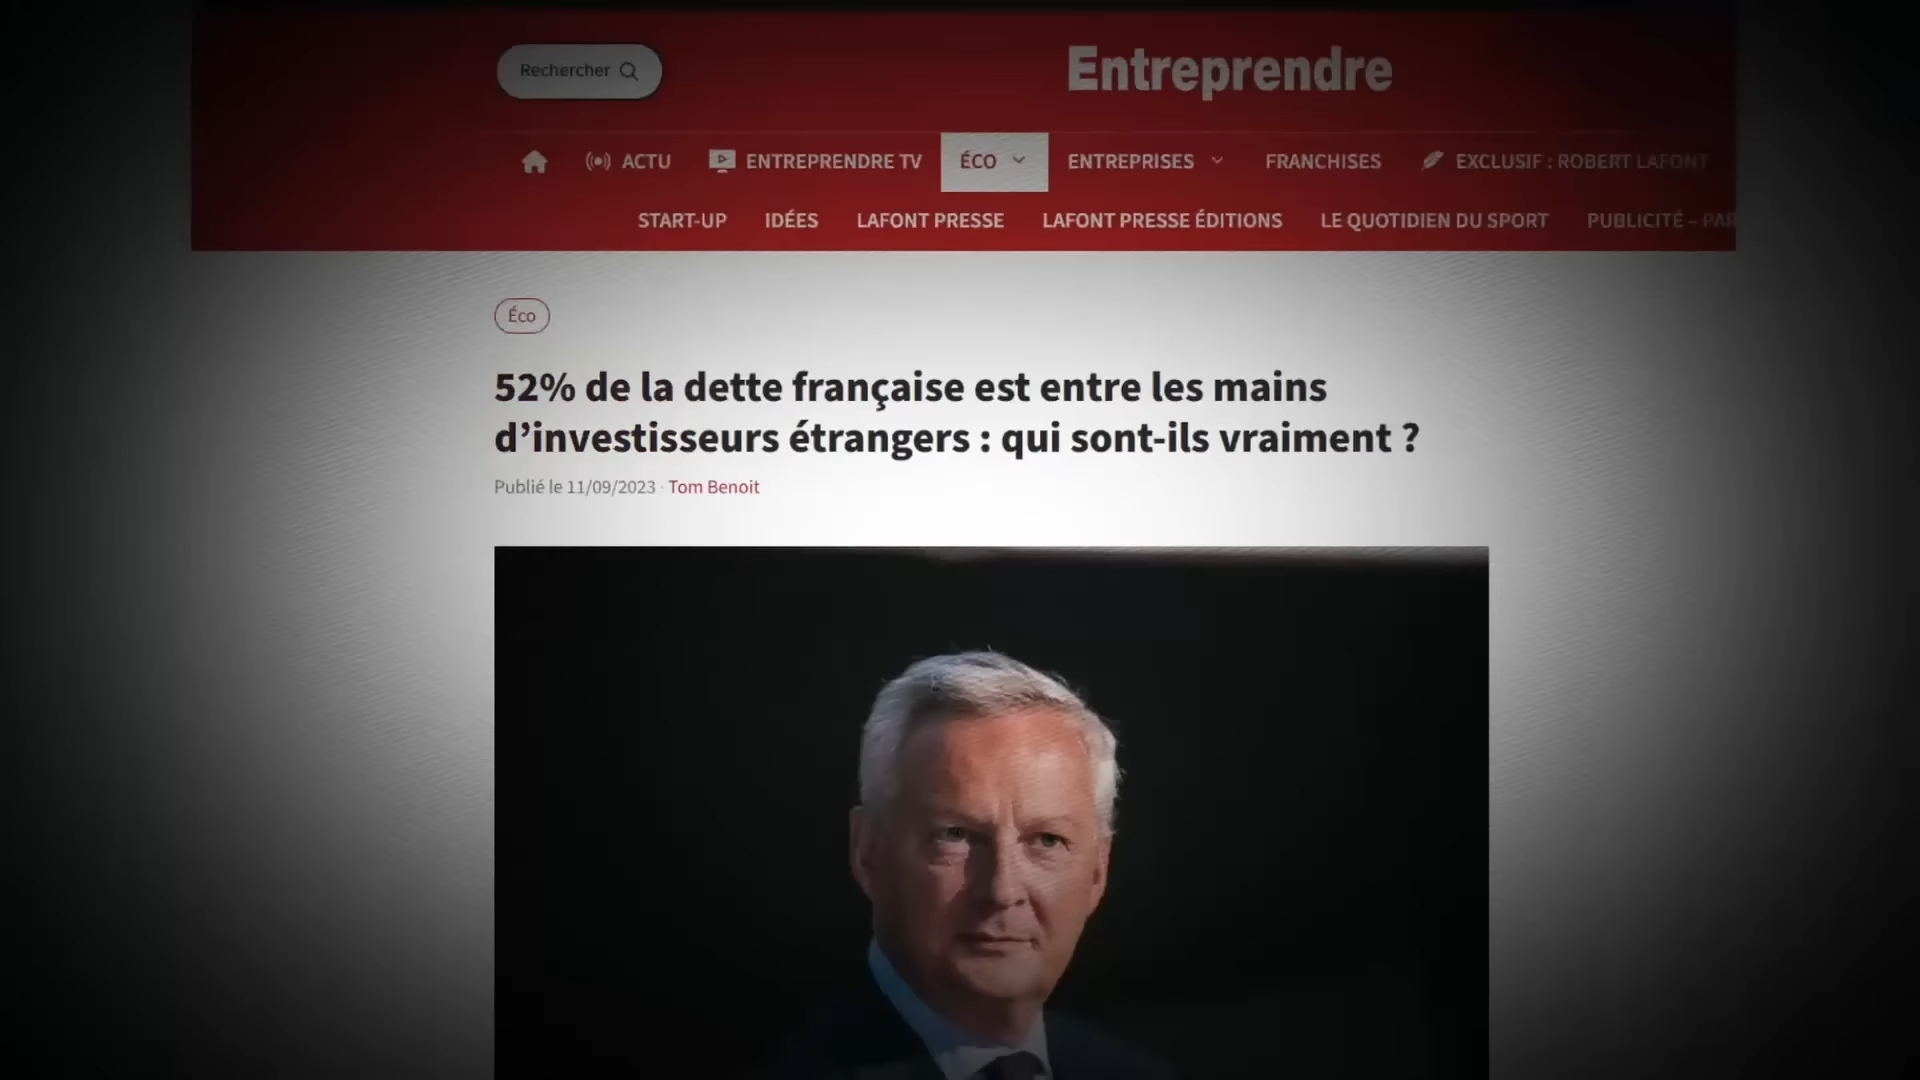 Rechercher
Entreprendre
ACTU
ENTREPRENDRE TV
ÉCO
ENTREPRISES
FRANCHISES
EXCLUSIF : ROBERT LAFONT
START-UP
IDÉES
LAFONT PRESSE
LAFONT PRESSE ÉDITIONS
LE QUOTIDIEN DU SPORT
PUBLICITÉ – PAR
Éco
52% de la dette française est entre les mains
d’investisseurs étrangers : qui sont-ils vraiment ?
Publié le 11/09/2023 · Tom Benoit